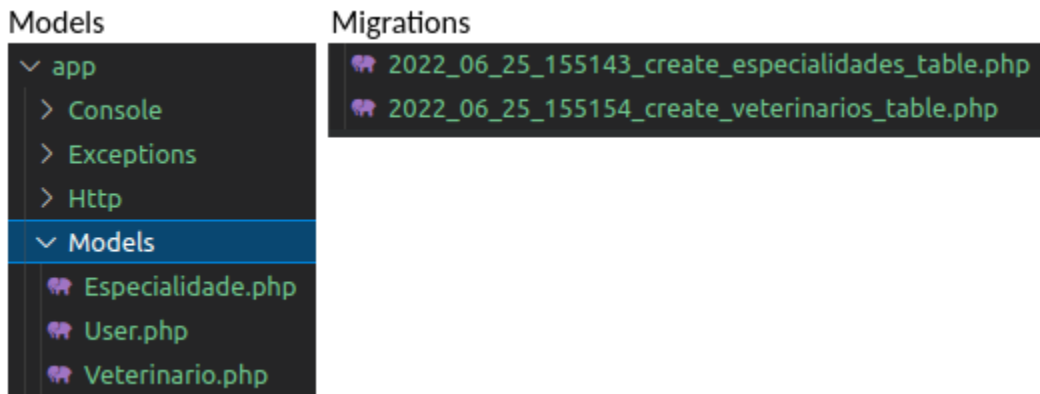 Models
app
Console
Exceptions
Http
Models
Especialidade.php
User.php
Veterinario.php
Migrations
2022_06_25_155143_create_especialidades_table.php
2022_06_25_155154_create_veterinarios_table.php